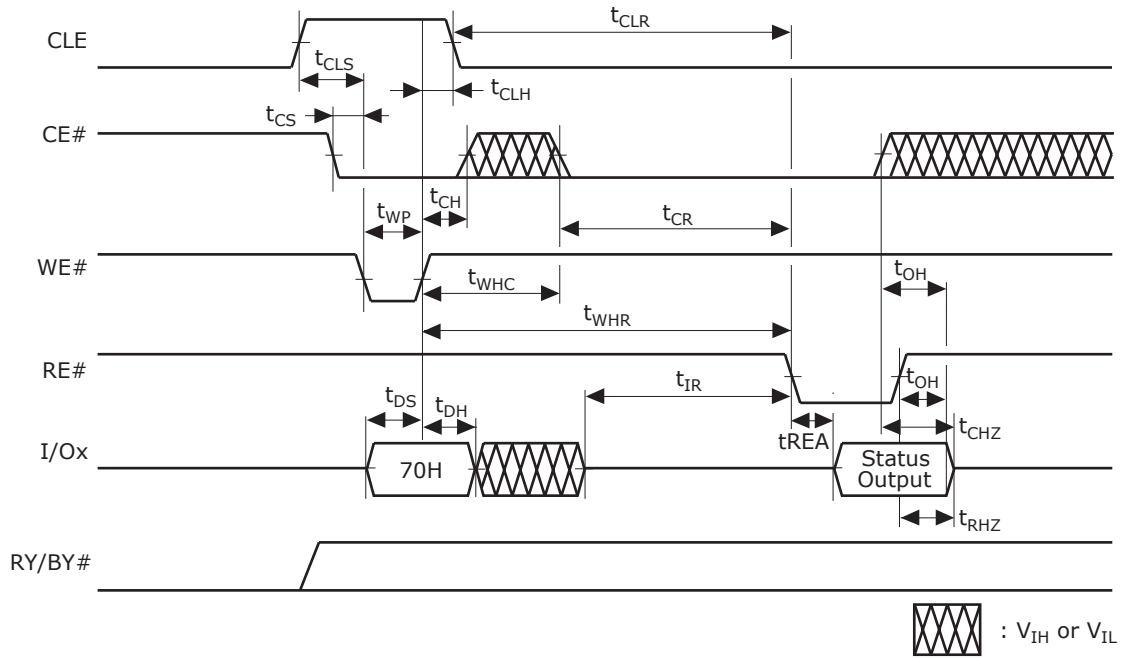 CLE
tCLR
tCLS
tCLH
tCS
CE#
tCH
tWP
tCR
WE#
tWHC
tOH
tWHR
RE#
tIR
tOH
tDS
tDH
tCHZ
tREA
I/Ox
70H
Status
Output
tRHZ
RY/BY#
: VIH or VIL